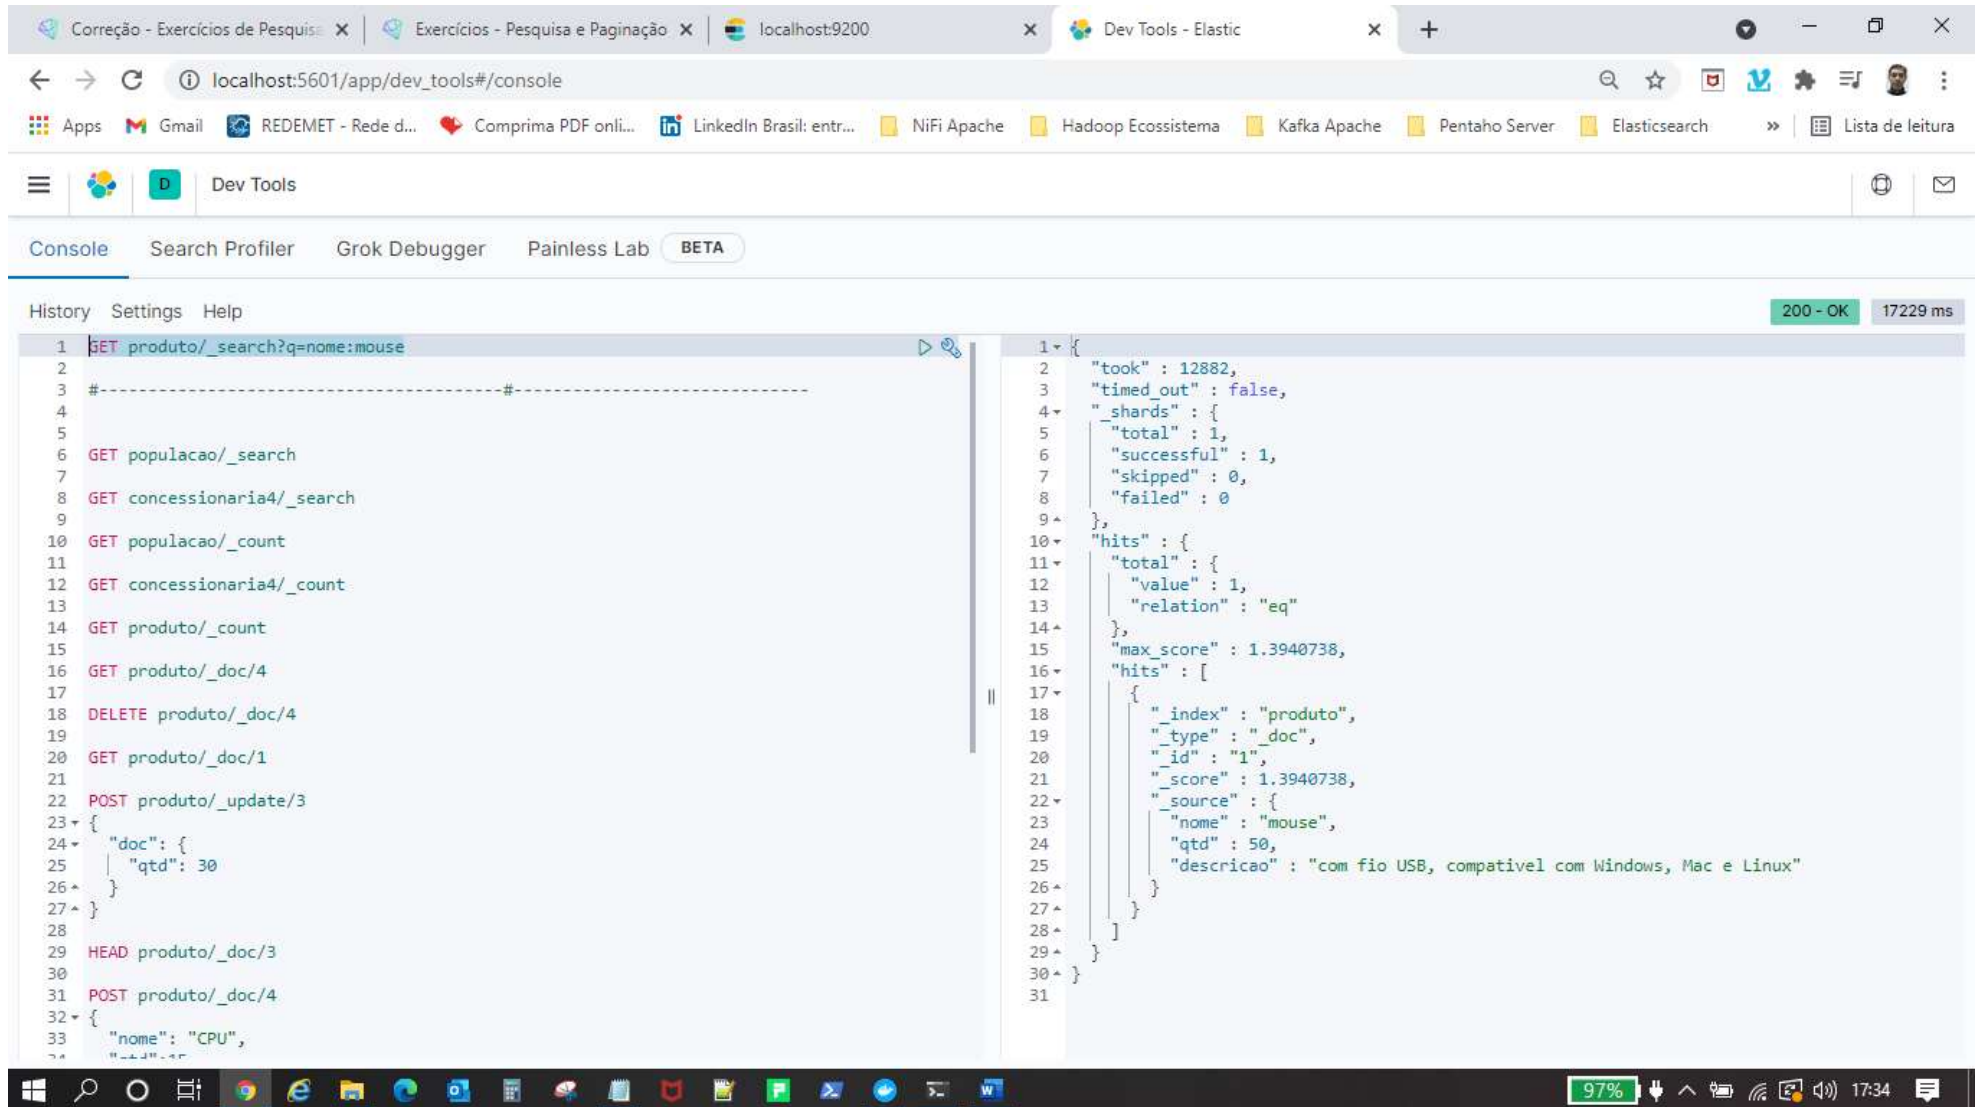 Correção - Exercícios de Pesquis
Exercícios - Pesquisa e Paginação
localhost:9200
Dev Tools - Elastic
localhost:5601/app/dev_tools#/console
Apps
Gmail
REDEMET - Rede d...
Comprima PDF onli...
LinkedIn Brasil: entr...
NiFi Apache
Hadoop Ecossistema
Kafka Apache
Pentaho Server
Elasticsearch
»
Lista de leitura
D
Dev Tools
Console
Search Profiler
Grok Debugger
Painless Lab
BETA
History
Settings
Help
200 - OK
17229 ms
1 GET produto/_search?q=nome:mouse
2
3 #-----------------------------------------#------------------------------
4
5
6 GET populacao/_search
7
8 GET concessionaria4/_search
9
10 GET populacao/_count
11
12 GET concessionaria4/_count
13
14 GET produto/_count
15
16 GET produto/_doc/4
17
18 DELETE produto/_doc/4
19
20 GET produto/_doc/1
21
22 POST produto/_update/3
23 {
24 "doc": {
25 "qtd": 30
26 }
27 }
28
29 HEAD produto/_doc/3
30
31 POST produto/_doc/4
32 {
33 "nome": "CPU",
1 {
2 "took" : 12882,
3 "timed_out" : false,
4 "_shards" : {
5 "total" : 1,
6 "successful" : 1,
7 "skipped" : 0,
8 "failed" : 0
9 },
10 "hits" : {
11 "total" : {
12 "value" : 1,
13 "relation" : "eq"
14 },
15 "max_score" : 1.3940738,
16 "hits" : [
17 {
18 "_index" : "produto",
19 "_type" : "_doc",
20 "_id" : "1",
21 "_score" : 1.3940738,
22 "_source" : {
23 "nome" : "mouse",
24 "qtd" : 50,
25 "descricao" : "com fio USB, compativel com Windows, Mac e Linux"
26 }
27 }
28 ]
29 }
30 }
31
97%
17:34